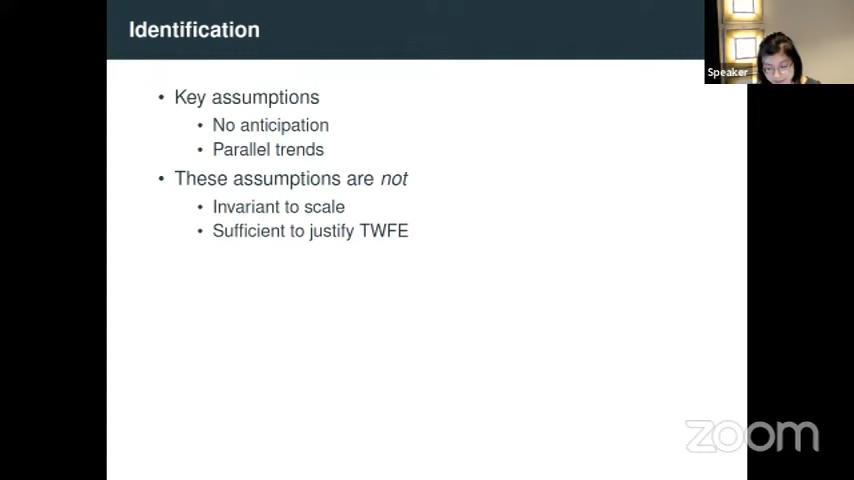 Identification
Speaker
• Key assumptions
• No anticipation
• Parallel trends
• These assumptions are not
• Invariant to scale
• Sufficient to justify TWFE
zoom